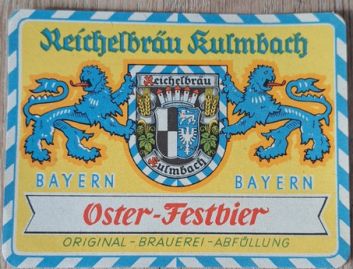 Reichelbräu Kulmbach
Reichelbräu
Kulmbach
BAYERN BAYERN
Oster-Festbier
ORIGINAL-BRAUEREI-ABFÜLLUNG